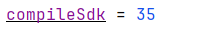 compileSdk = 35